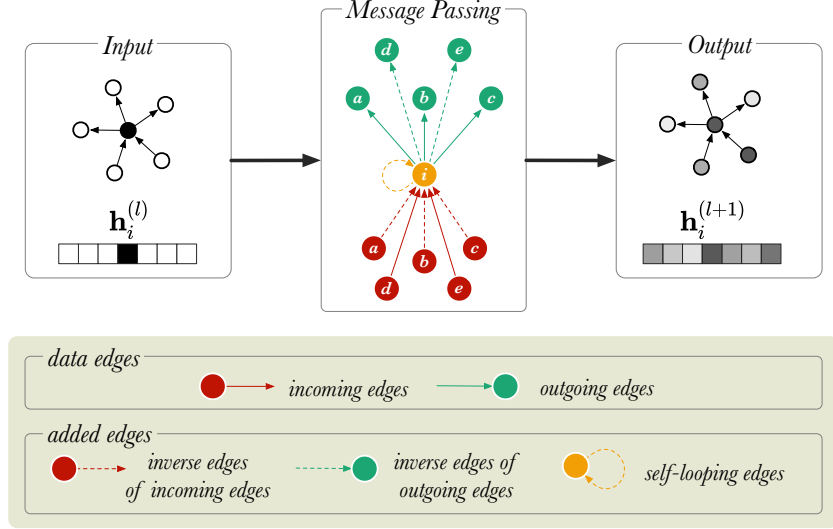 Input
Message Passing
Output
d e
a b c
i
a b c
d e
h_i^{(l)}
h_i^{(l+1)}
data edges
incoming edges
outgoing edges
added edges
inverse edges
of incoming edges
inverse edges of
outgoing edges
self-looping edges